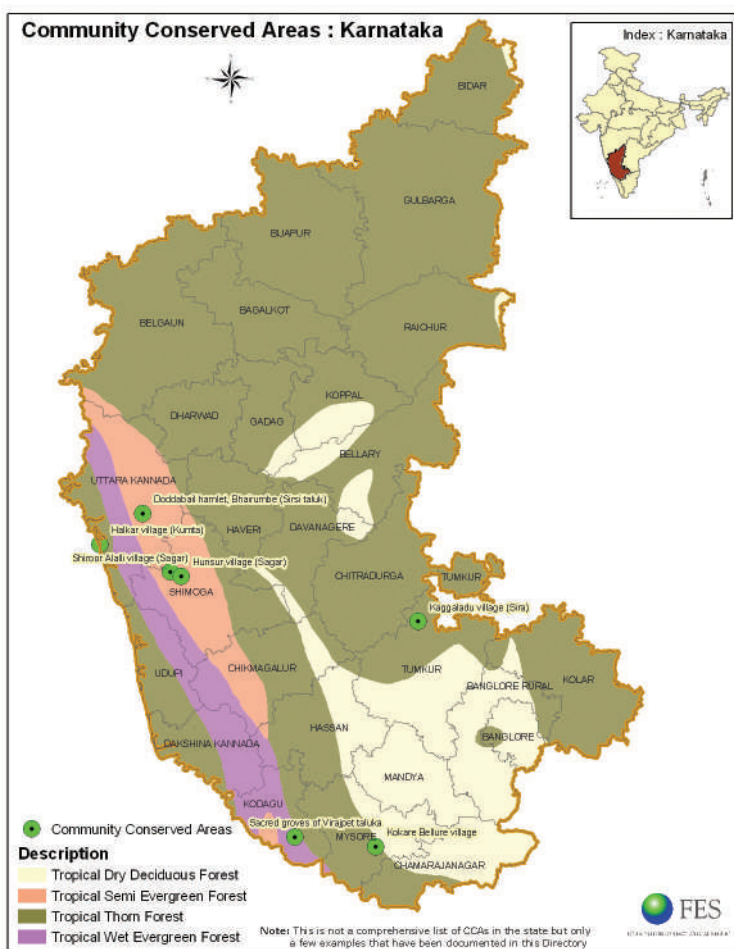 Community Conserved Areas : Karnataka
Index : Karnataka
BIDAR
GULBARGA
BIJAPUR
BAGALKOT
BELGAUN
RAICHUR
KOPPAL
DHARWAD
GADAG
BELLARY
UTTARA KANNADA
Doddabail hamlet, Bhairumbe (Sirsi taluk)
Halkar village (Kumta)
HAVERI
DAVANAGERE
Shiroor Alalli village (Sagar)
Hunsur village (Sagar)
SHIMOGA
CHITRADURGA
TUMKUR
Kaggaladu village (Sira)
UDUPI
CHIKMAGALUR
TUMKUR
BANGLORE RURAL
KOLAR
HASSAN
BANGLORE
DAKSHINA KANNADA
MANDYA
KODAGU
Sacred groves of Virajpet taluka
MYSORE
Kokare Bellure village
CHAMARAJANAGAR
Community Conserved Areas
Description
Tropical Dry Deciduous Forest
Tropical Semi Evergreen Forest
Tropical Thorn Forest
Tropical Wet Evergreen Forest
FES
Note: This is not a comprehensive list of CCAs in the state but only
a few examples that have been documented in this Directory